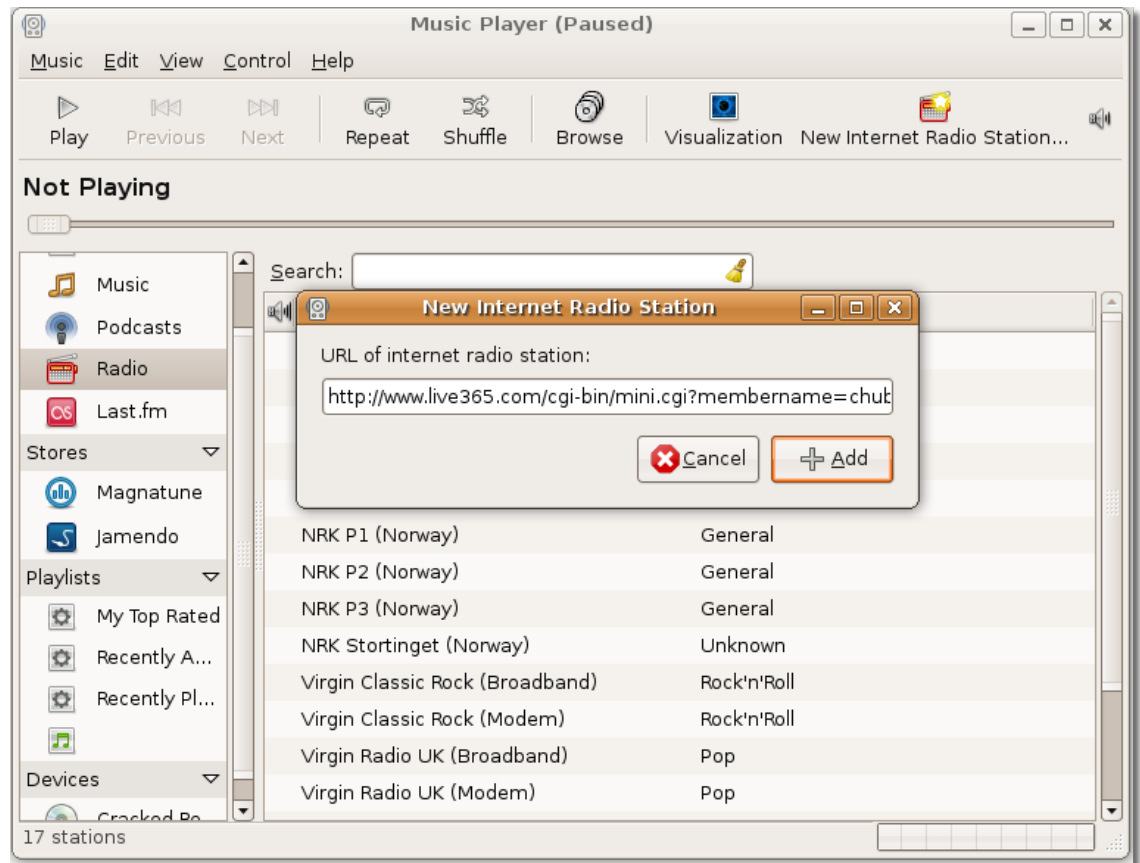 Music Player (Paused)
Music Edit View Control Help
Play Previous Next Repeat Shuffle Browse Visualization New Internet Radio Station...
Not Playing
Search:
Music
Podcasts
Radio
Last.fm
Stores
Magnatune
Jamendo
Playlists
My Top Rated
Recently A...
Recently Pl...
Devices
Cracked
New Internet Radio Station
URL of internet radio station:
http://www.live365.com/cgi-bin/mini.cgi?membername=chub
Cancel Add
NRK P1 (Norway) General
NRK P2 (Norway) General
NRK P3 (Norway) General
NRK Stortinget (Norway) Unknown
Virgin Classic Rock (Broadband) Rock'n'Roll
Virgin Classic Rock (Modem) Rock'n'Roll
Virgin Radio UK (Broadband) Pop
Virgin Radio UK (Modem) Pop
17 stations